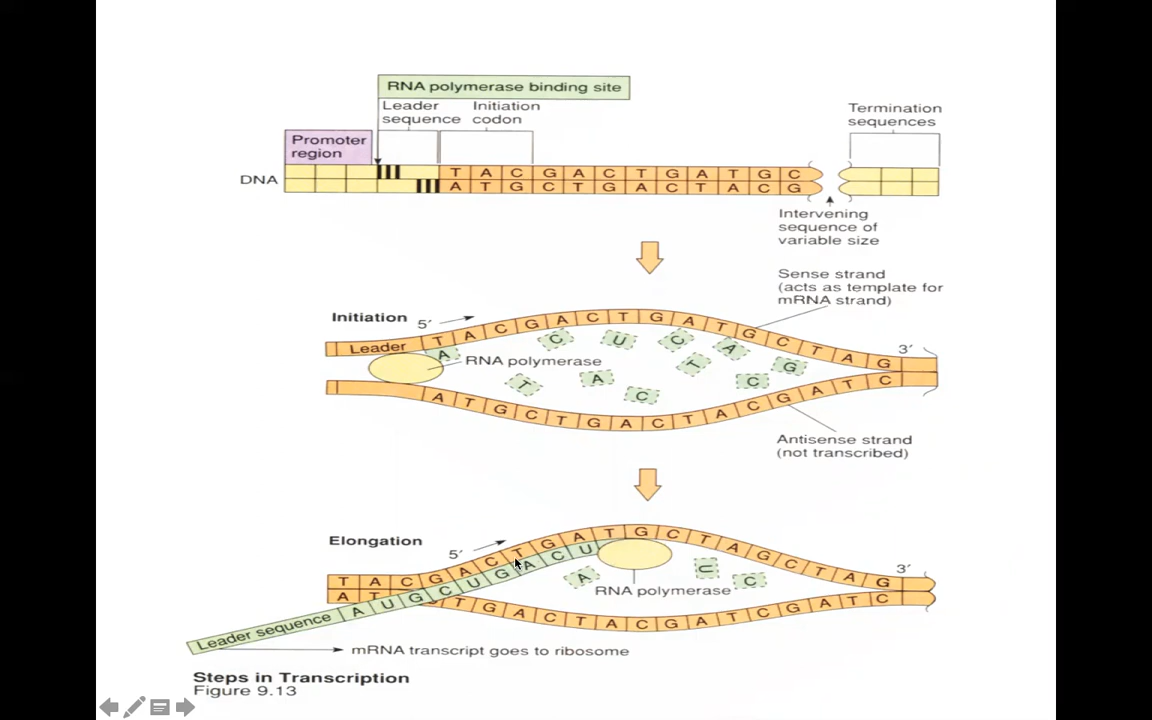 RNA polymerase binding site
Leader
sequence
Initiation
codon
Termination
sequences
Promoter
region
DNA
T A C G A C T G A T G C
A T G C T G A C T A C G
Intervening
sequence of
variable size
Sense strand
(acts as template for
mRNA strand)
Initiation
5′
3′
Leader
T A C G A C T G A T G C T A G
A C U C A T G
RNA polymerase
T A C C
A T G C T G A C T A C G A T C
Antisense strand
(not transcribed)
Elongation
5′
3′
T A C G A C T G A T G C T A G C T A G
A T
T G A C T A C G A T C G A T C
A U G C U G A C U
A U C
RNA polymerase
Leader sequence
mRNA transcript goes to ribosome
Steps in Transcription
Figure 9.13